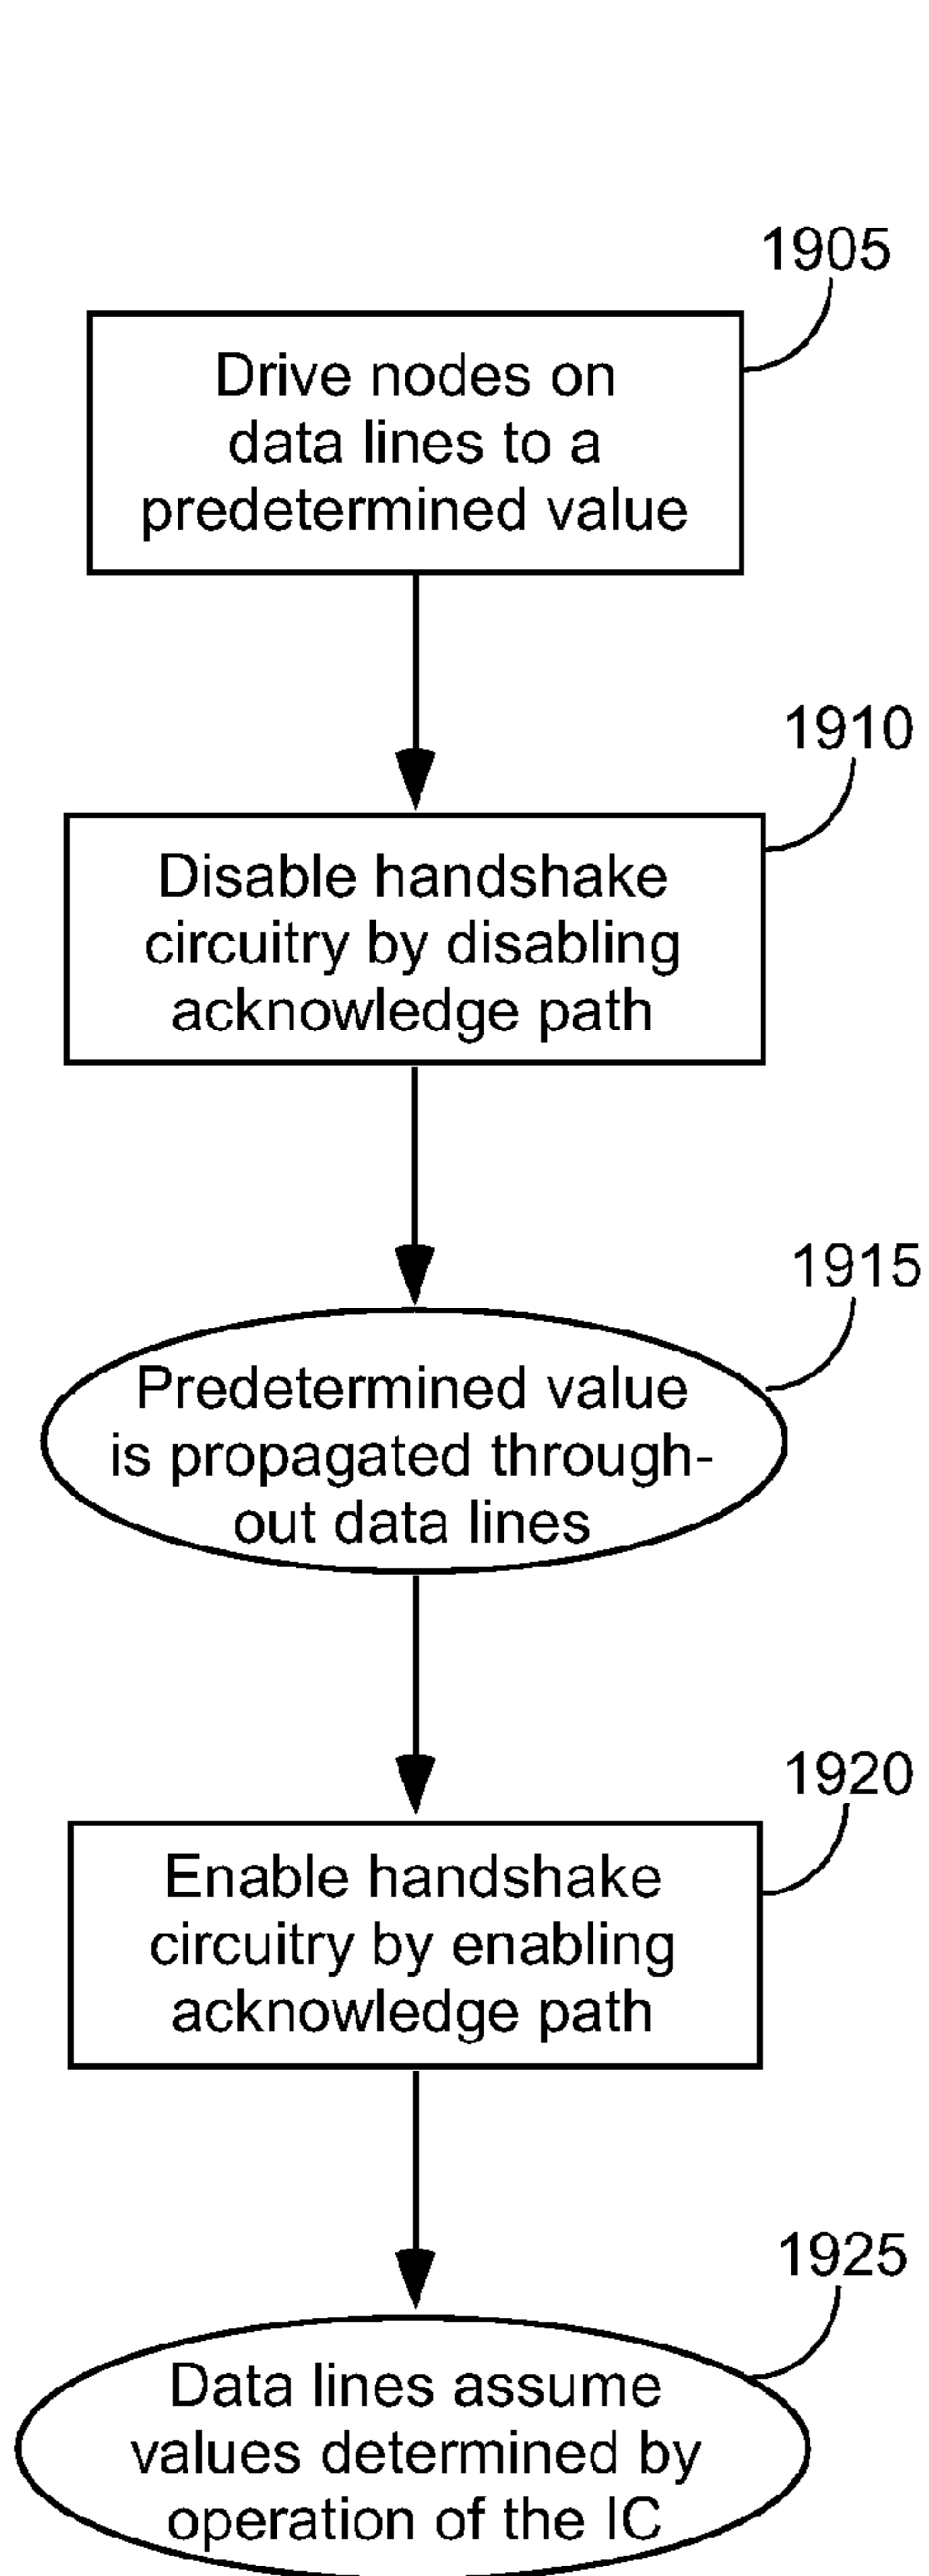 1905
Drive nodes on
data lines to a
predetermined value
1910
Disable handshake
circuitry by disabling
acknowledge path
1915
Predetermined value
is propagated through-
out data lines
1920
Enable handshake
circuitry by enabling
acknowledge path
1925
Data lines assume
values determined by
operation of the IC